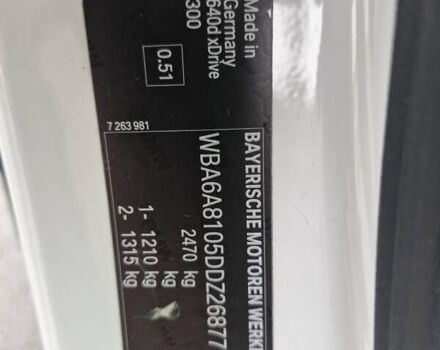 BAYERISCHE MOTOREN WERKE
WBA6A8105DDZ26877
2470 kg
1- 1210 kg
2- 1315 kg
7 263 981
Made in
Germany
640d xDrive
300
0.51